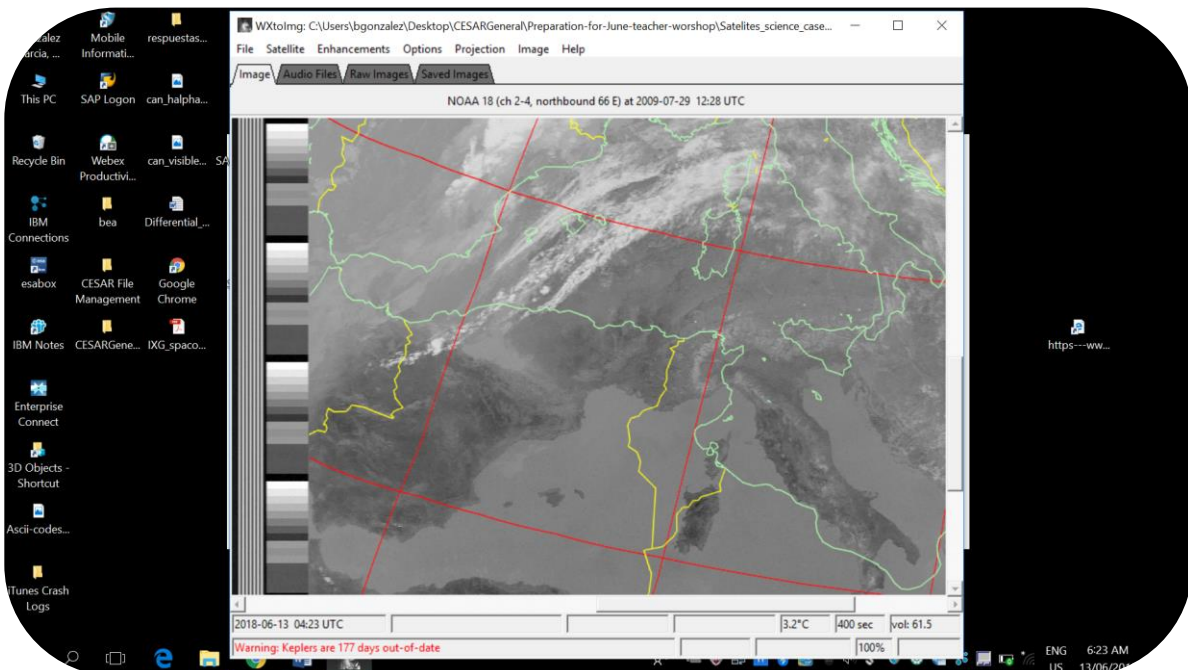 WXtoImg: C:\Users\bgonzalez\Desktop\CESARGeneral\Preparation-for-June-teacher-worshop\Satelites_science_case...
File Satellite Enhancements Options Projection Image Help
Image Audio Files Raw Images Saved Images
NOAA 18 (ch 2-4, northbound 66 E) at 2009-07-29 12:28 UTC
Mobile
Informati...
respuestas...
This PC
SAP Logon
can_halpha...
Recycle Bin
Webex
Productivi...
can_visible...
SA
IBM
Connections
bea
Differential_...
esabox
CESAR File
Management
Google
Chrome
IBM Notes
CESARGene...
IXG_spaco...
Enterprise
Connect
3D Objects -
Shortcut
Ascii-codes...
iTunes Crash
Logs
https---ww...
2018-06-13 04:23 UTC
3.2°C
400 sec
vol: 61.5
Warning: Keplers are 177 days out-of-date
100%
ENG
US
6:23 AM